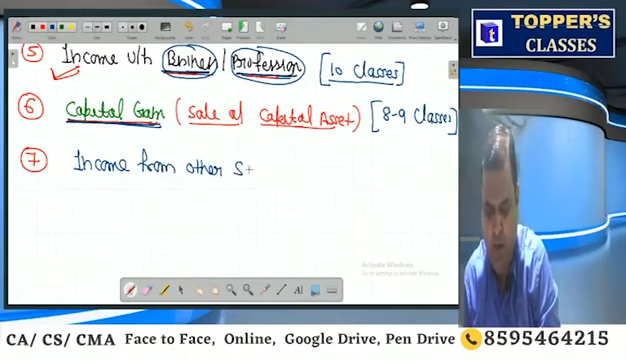 TOPPER'S
CLASSES
t
5 Income u/h Business / Profession [10 Classes]
6 Capital Gain (Sale of Capital Asset) [8-9 Classes]
7 Income from other S
Activate Windows
Go to Settings to activate Windows.
CA/ CS/ CMA Face to Face, Online, Google Drive, Pen Drive 8595464215